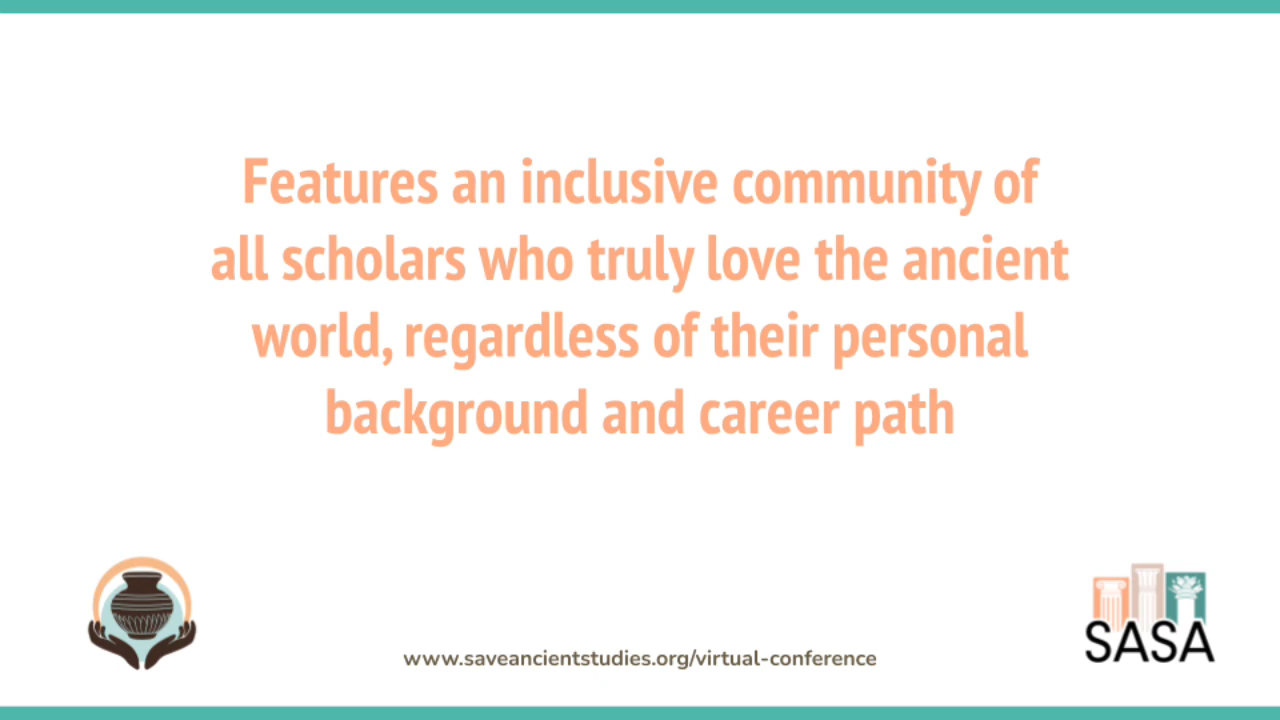 Features an inclusive community of
all scholars who truly love the ancient
world, regardless of their personal
background and career path
www.saveancientstudies.org/virtual-conference
SASA